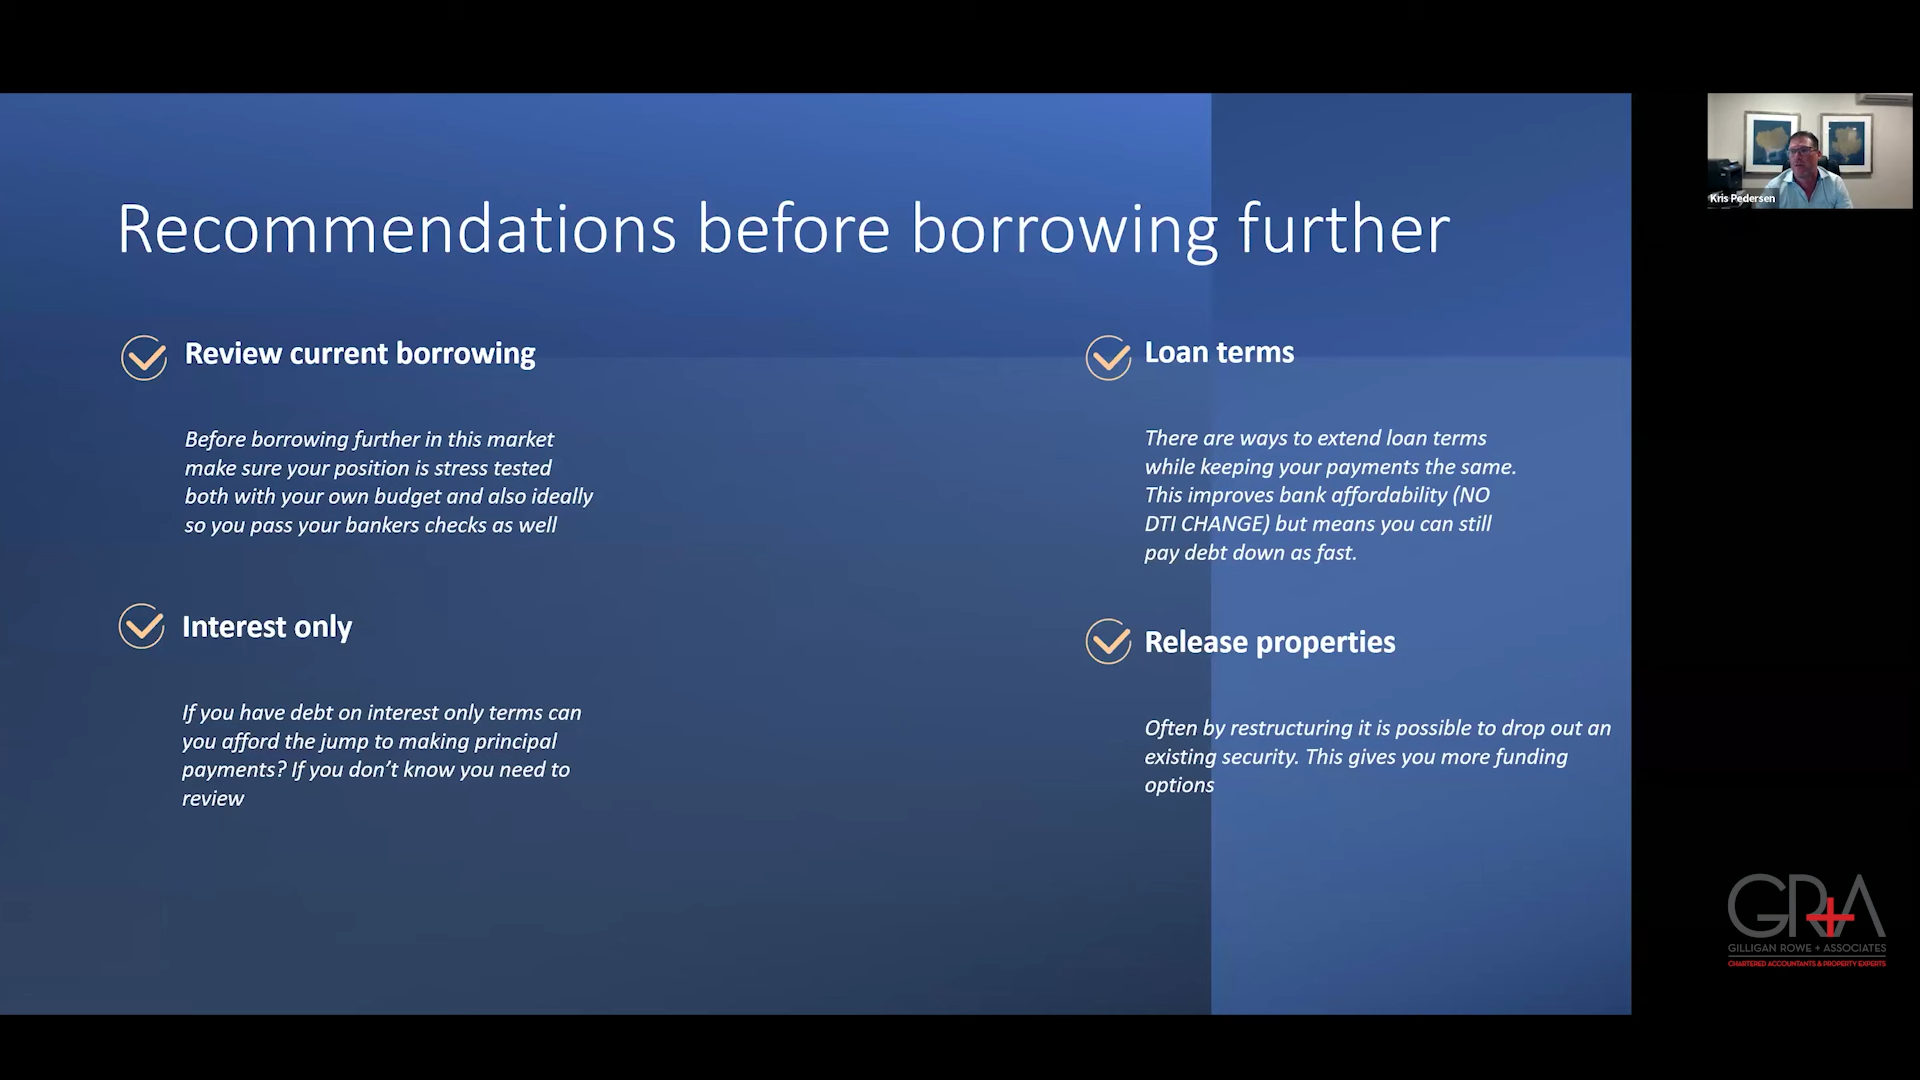 Recommendations before borrowing further
Review current borrowing
Before borrowing further in this market
make sure your position is stress tested
both with your own budget and also ideally
so you pass your bankers checks as well
Interest only
If you have debt on interest only terms can
you afford the jump to making principal
payments? If you don't know you need to
review
Loan terms
There are ways to extend loan terms
while keeping your payments the same.
This improves bank affordability (NO
DTI CHANGE) but means you can still
pay debt down as fast.
Release properties
Often by restructuring it is possible to drop out an
existing security. This gives you more funding
options
Kris Pedersen
GR+A
GILLIGAN ROWE + ASSOCIATES
CHARTERED ACCOUNTANTS & PROPERTY EXPERTS